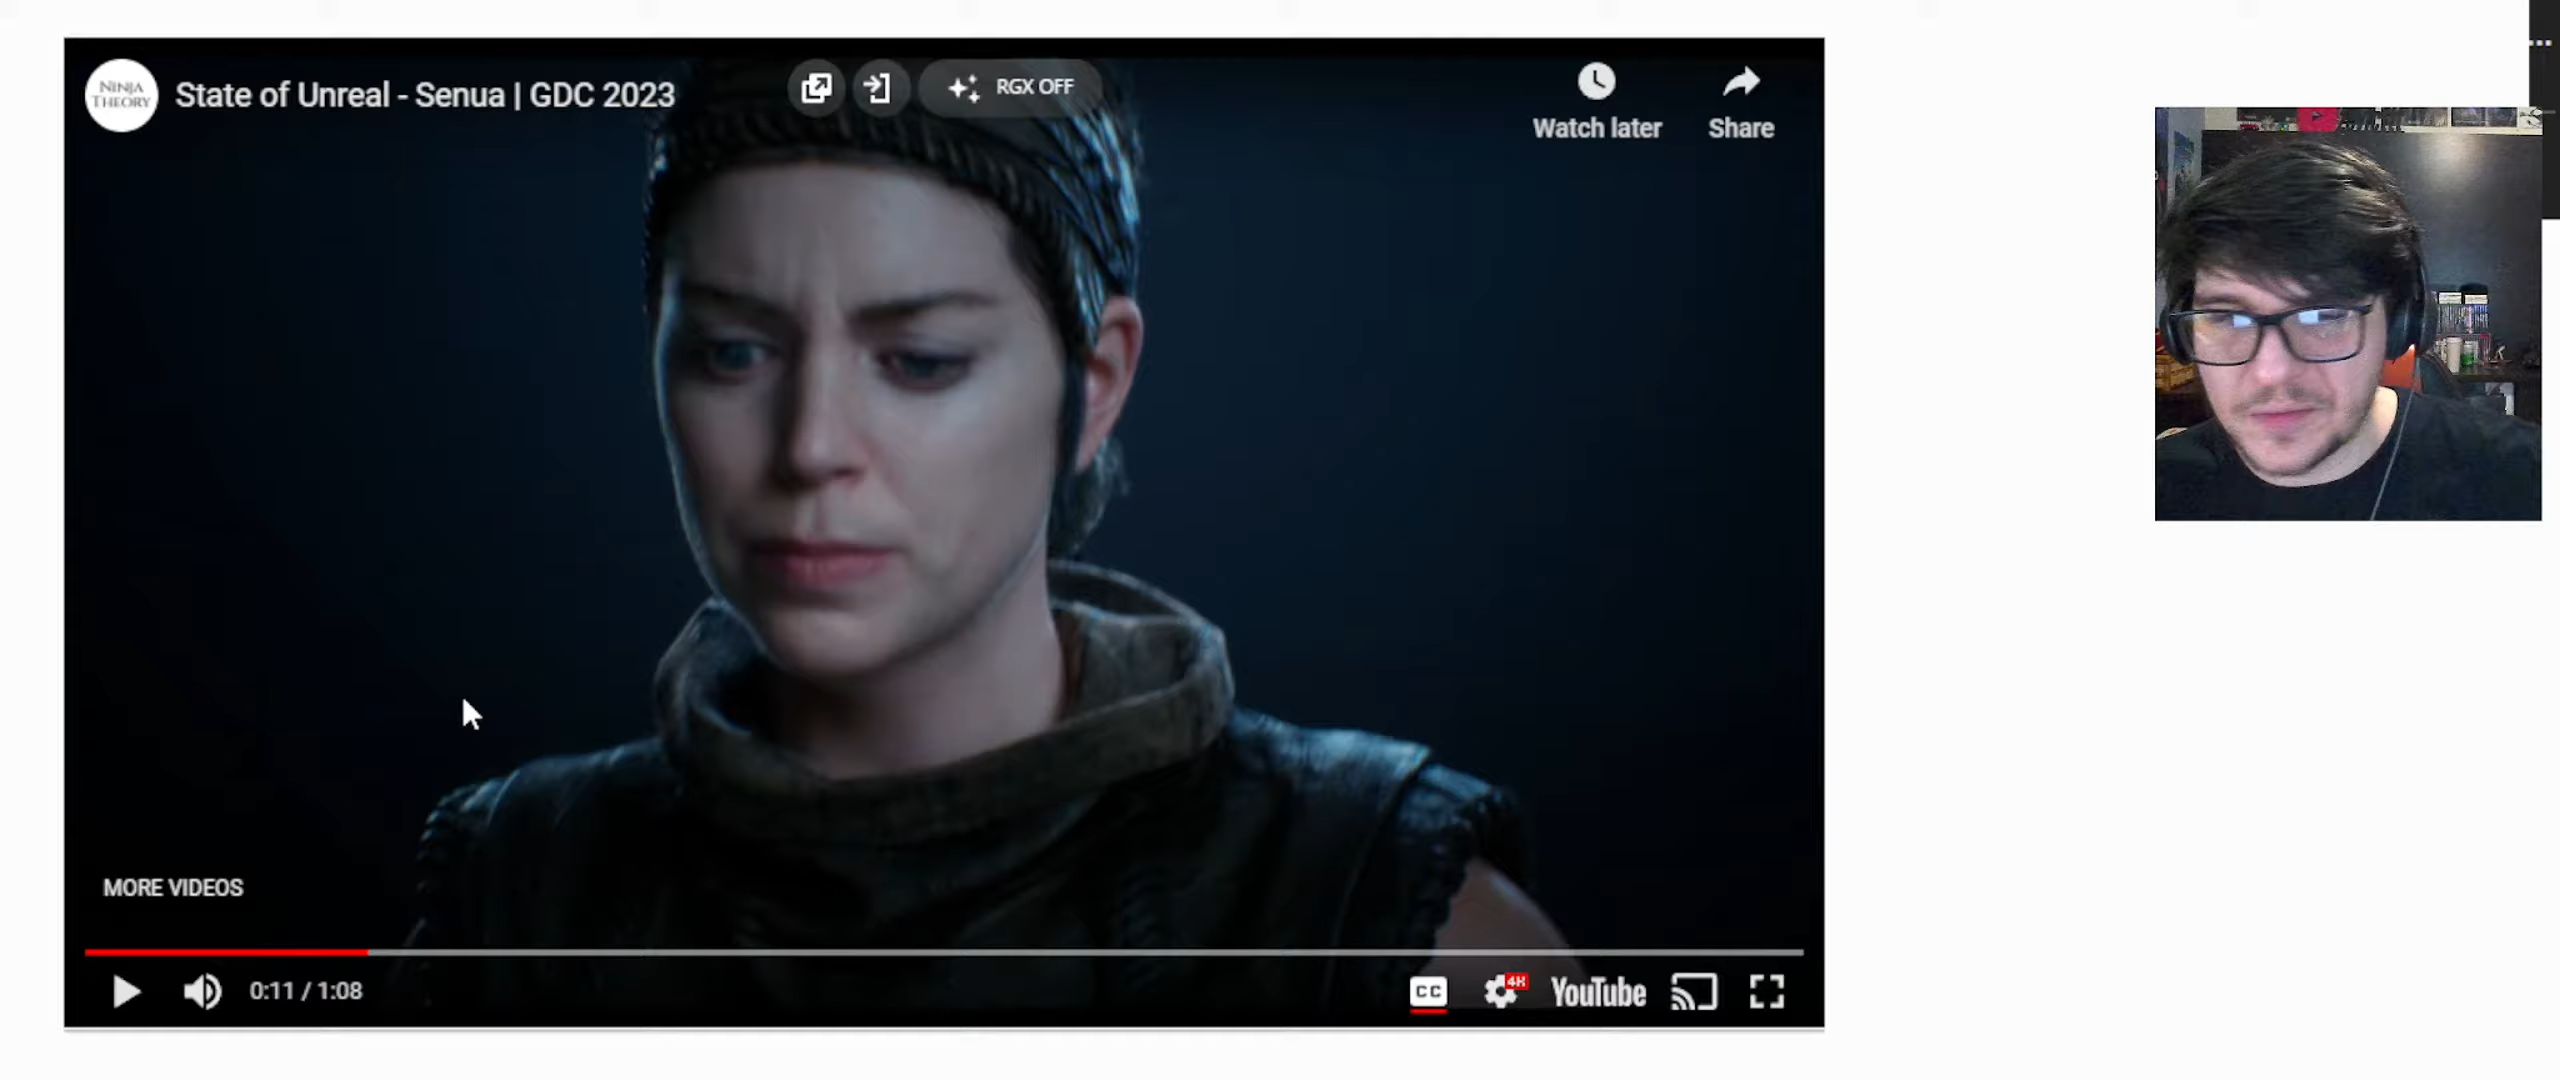 NINJA
THEORY
State of Unreal - Senua | GDC 2023
RGX OFF
Watch later
Share
MORE VIDEOS
0:11 / 1:08
CC
4K
YouTube